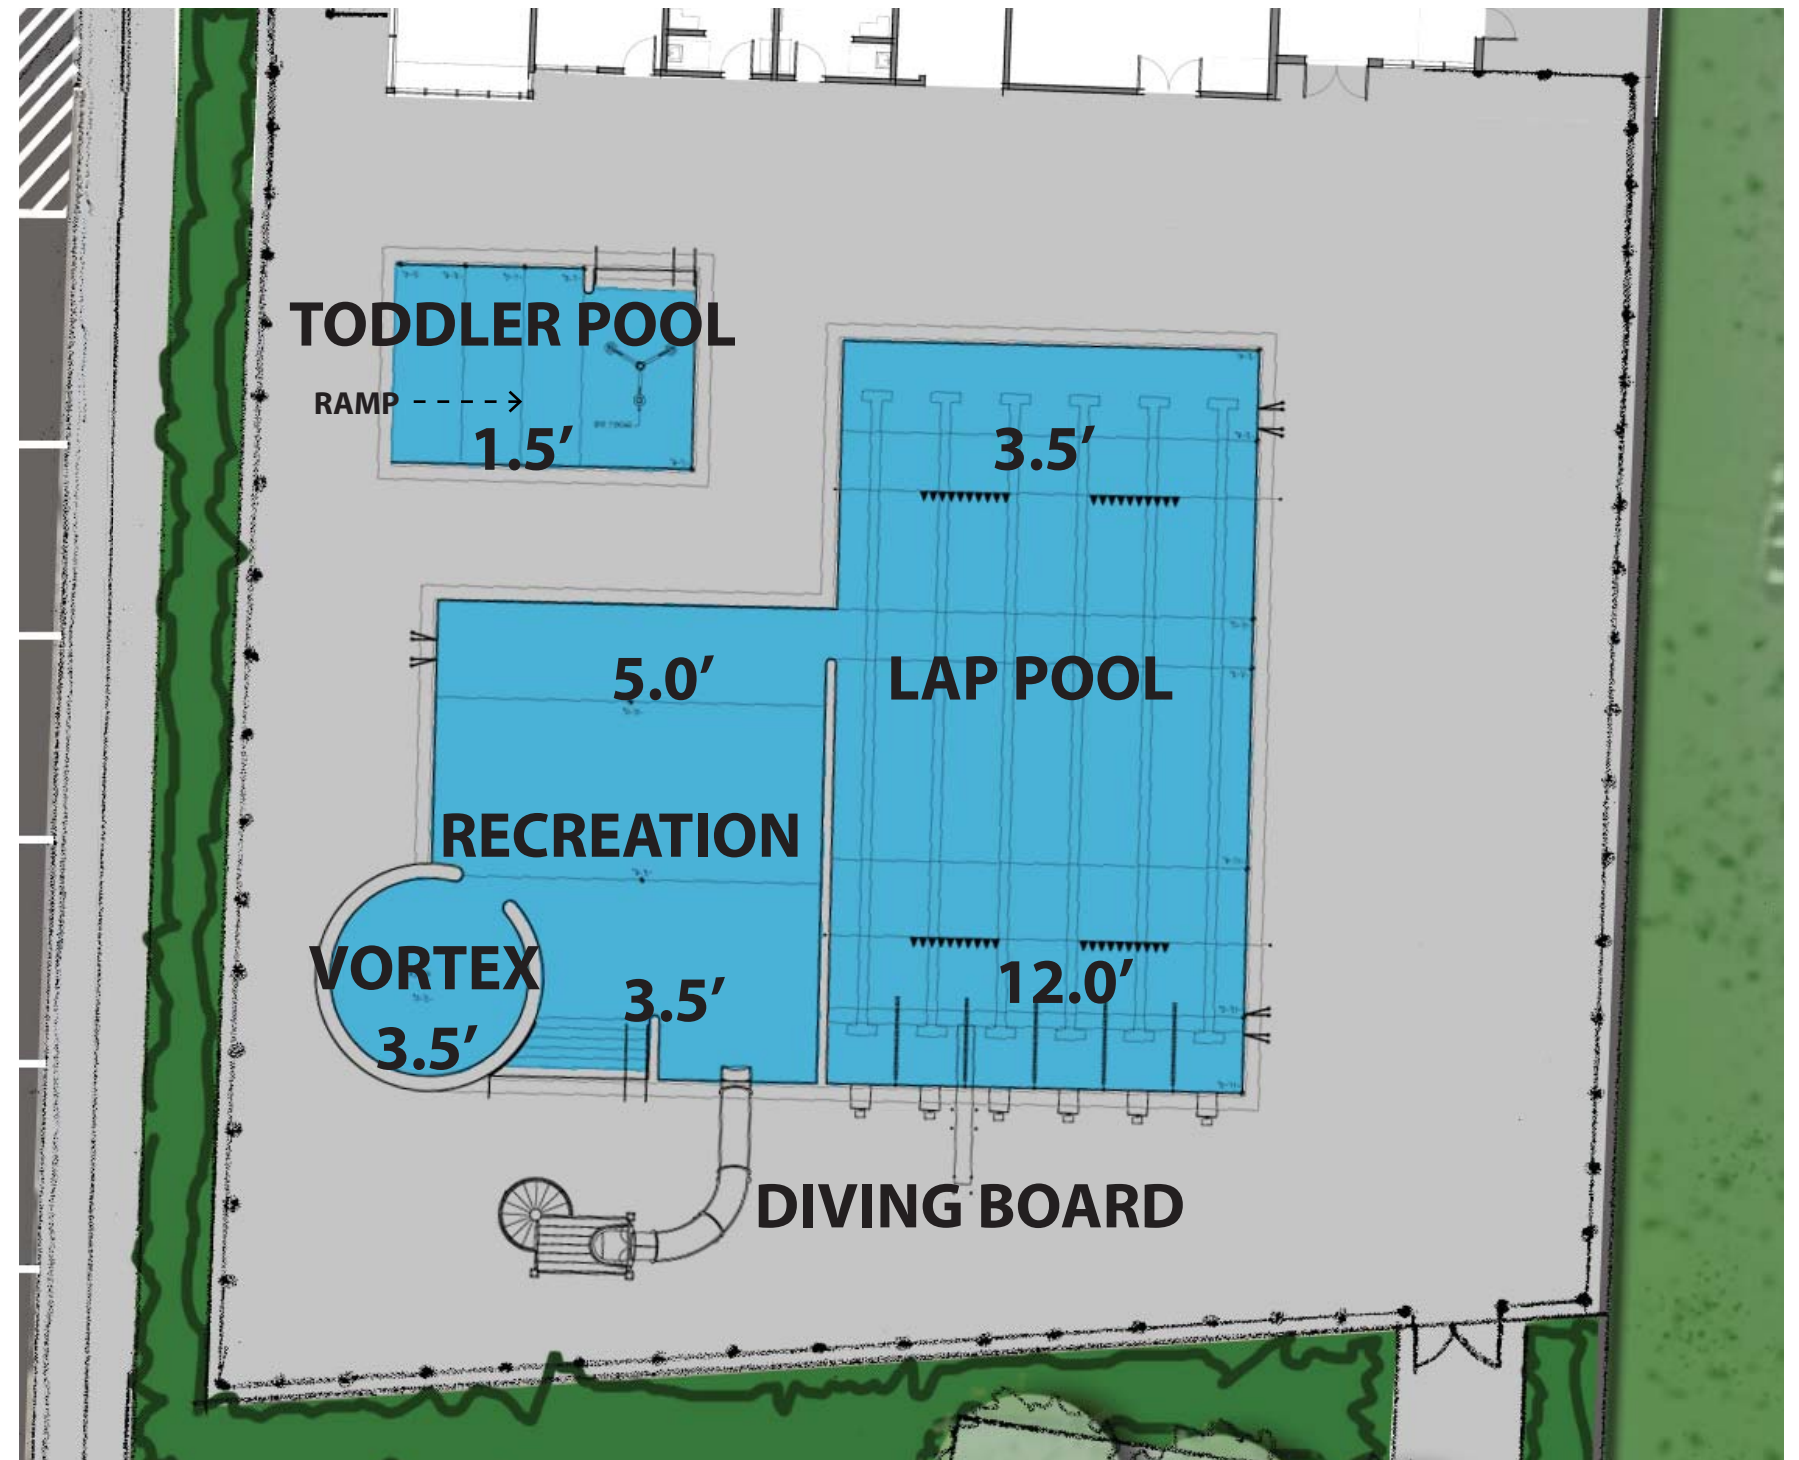 TODDLER POOL
RAMP
1.5′
3.5′
5.0′
LAP POOL
RECREATION
VORTEX
3.5′
3.5′
12.0′
DIVING BOARD